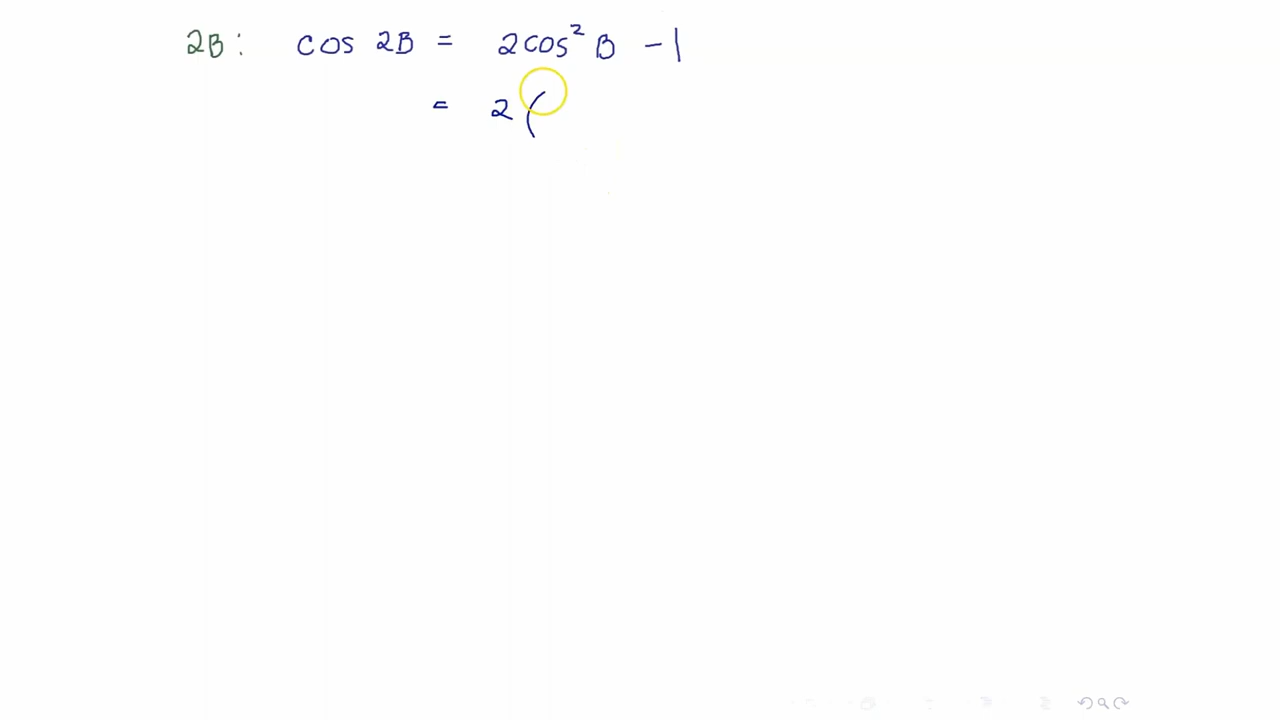 2B: cos 2B = 2cos² B - 1
= 2 (